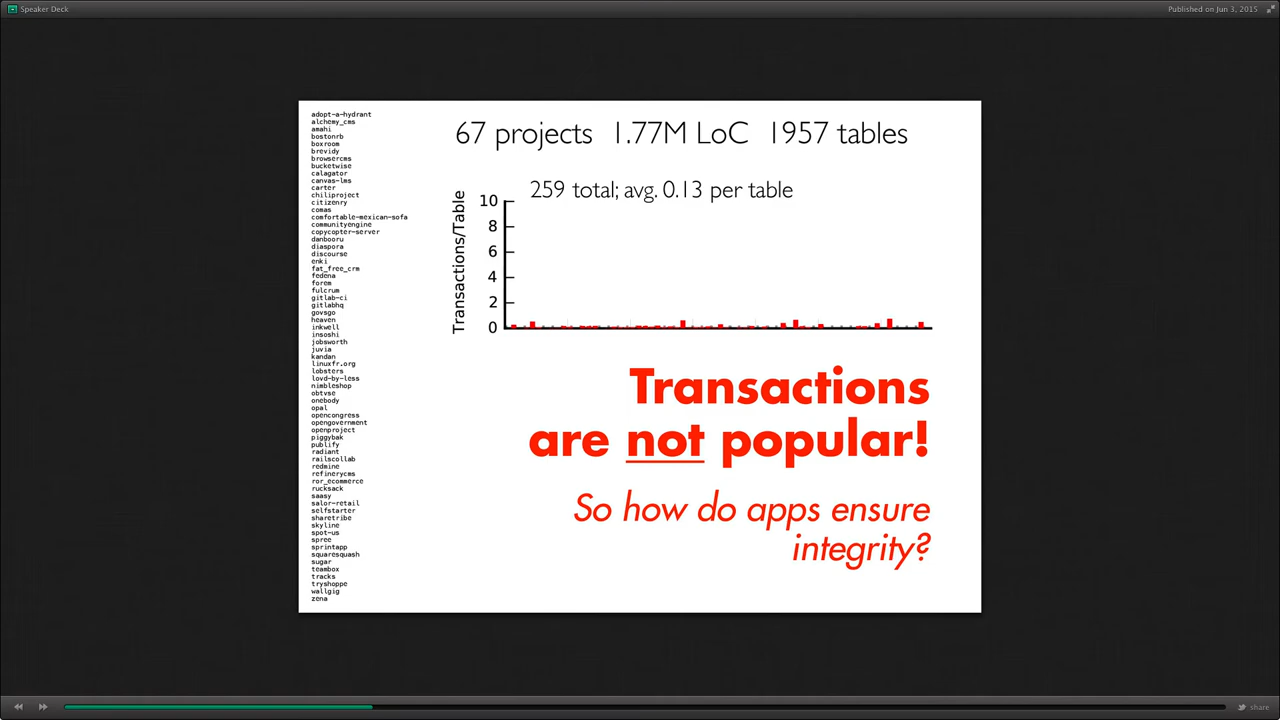 Speaker Deck
Published on Jun 3, 2015
adopt-a-hydrant
alchemy_cms
amahi
bostonrb
boxroom
brevidy
browsercms
bucketwise
calagator
canvas-lms
carter
chiliproject
citizenry
comas
comfortable-mexican-sofa
communityengine
copycopter-server
danbooru
diaspora
discourse
enki
fat_free_crm
fedena
forem
fulcrum
gitlab-ci
gitlabhq
govsgo
heaven
inkwell
insoshi
jobsworth
juvia
kandan
linuxfr.org
lobsters
lovd-by-less
nimbleshop
obtvse
onebody
opal
opencongress
opengovernment
openproject
piggybak
publify
radiant
railscollab
redmine
refinerycms
ror_ecommerce
rucksack
saasy
salor-retail
selfstarter
sharetribe
skyline
spot-us
spree
sprintapp
squaresquash
sugar
teambox
tracks
tryshoppe
wallgig
zena
67 projects 1.77M LoC 1957 tables
259 total; avg. 0.13 per table
Transactions/Table
10
8
6
4
2
0
Transactions
are not popular!
So how do apps ensure
integrity?
share